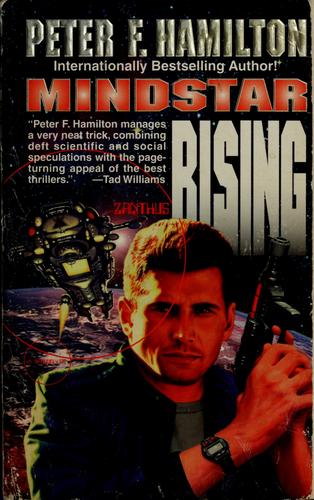 PETER F. HAMILTON
Internationally Bestselling Author!
MINDSTAR
RISING
"Peter F. Hamilton manages
a very neat trick, combining
deft scientific and social
speculations with the page-
turning appeal of the best
thrillers." —Tad Williams
ZANTHUS